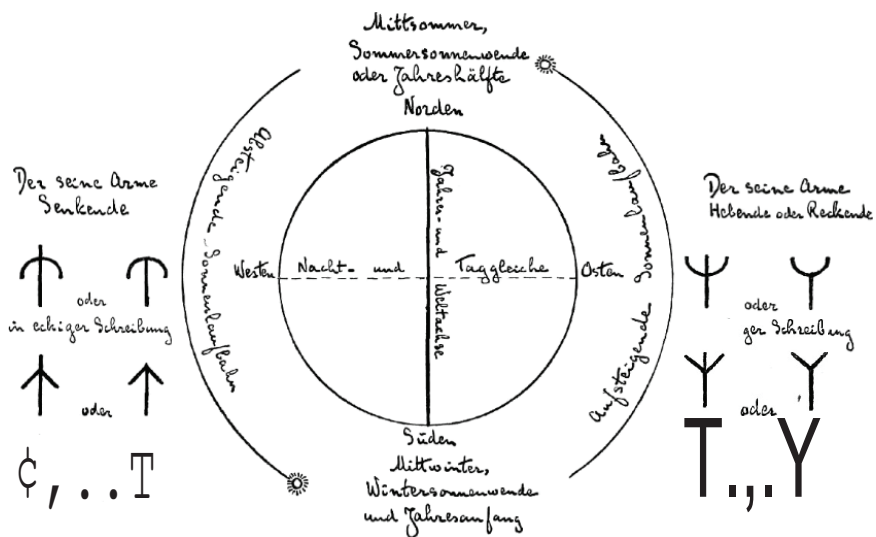 Mittsommer,
Sommersonnenwende
oder Jahreshälfte
Norden
Absteigende-Sonnenslaufbahn
Aufsteigende Sonnenlaufbahn
Der seine Arme
Senkende
oder
in eckiger Schreibung
oder
¢,..T
Westen
Nacht- und Taggleiche
Osten
Jahres- und Weltachse
Der seine Arme
Hebende oder Reckende
oder
ger Schreibung
oder
T.,.Y
Süden
Mittwinter,
Wintersonnenwende
und Jahresanfang